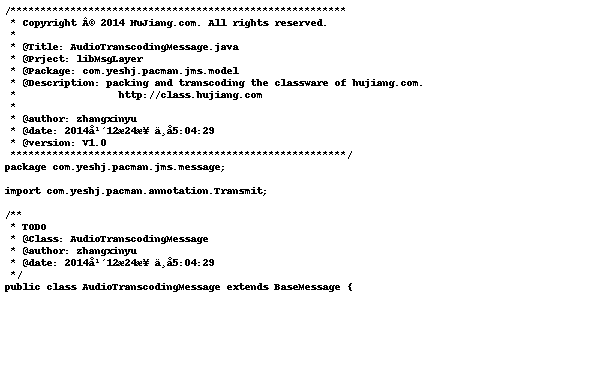 /********************************************************
* Copyright Â© 2014 HuJiang.com. All rights reserved.
*
* @Title: AudioTranscodingMessage.java
* @Prject: libMsgLayer
* @Package: com.yeshj.pacman.jms.model
* @Description: packing and transcoding the classware of hujiang.com.
* http://class.hujiang.com
*
* @author: zhangxinyu
* @date: 2014å¹´12æ24æ¥ ä¸å5:04:29
* @version: V1.0
********************************************************/
package com.yeshj.pacman.jms.message;
import com.yeshj.pacman.annotation.Transmit;
/**
* TODO
* @Class: AudioTranscodingMessage
* @author: zhangxinyu
* @date: 2014å¹´12æ24æ¥ ä¸å5:04:29
*/
public class AudioTranscodingMessage extends BaseMessage {